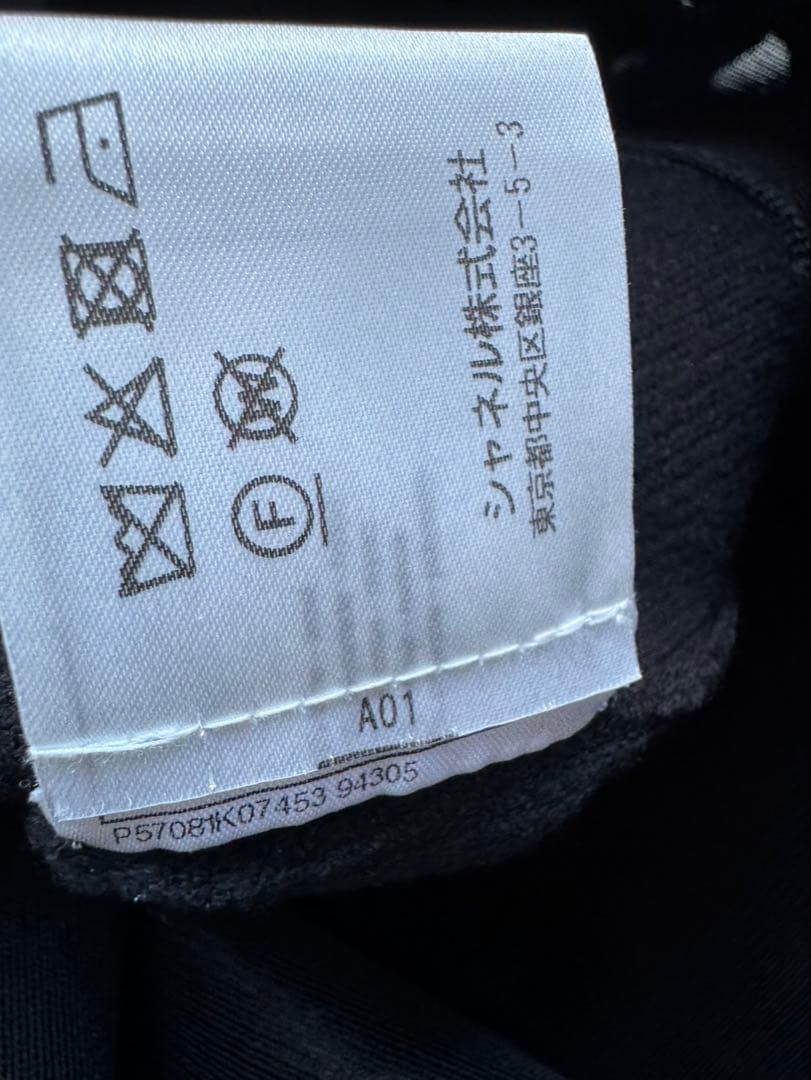 シャネル株式会社
東京都中央区銀座3-5-3
W
F
A01
P57081K07453 94305